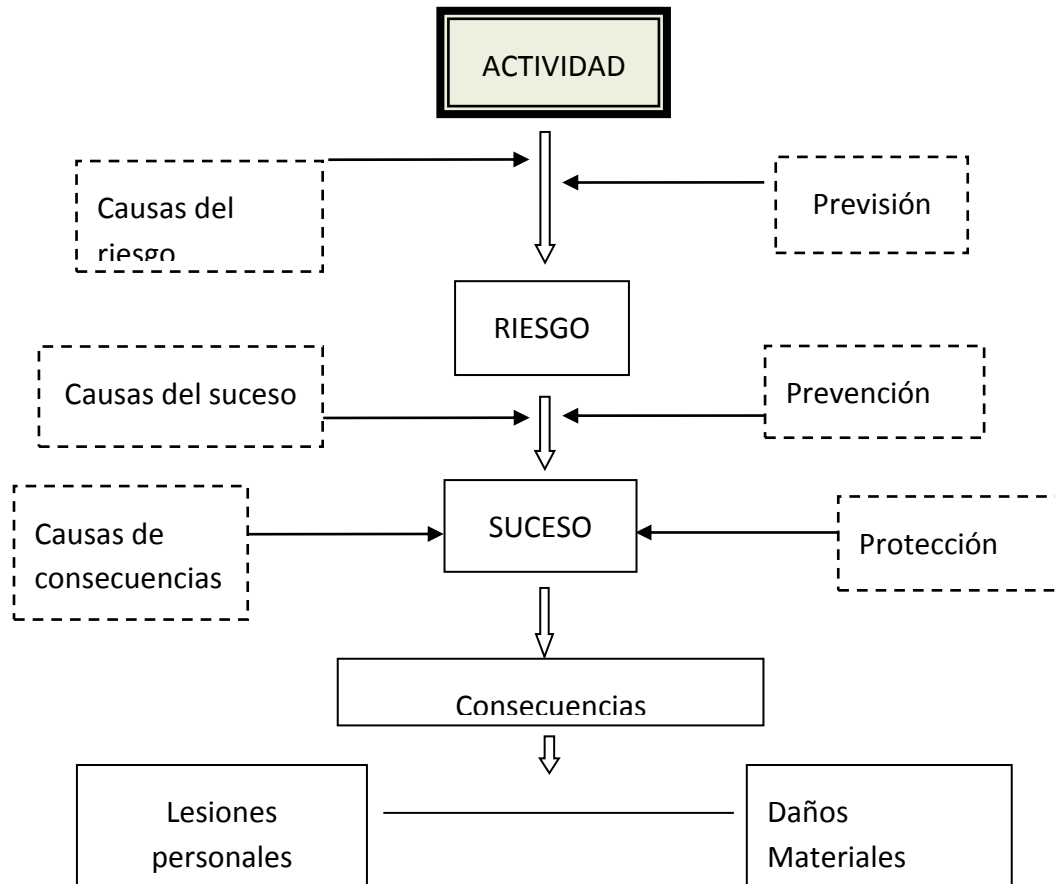 ACTIVIDAD
Causas del
riesgo
Previsión
RIESGO
Causas del suceso
Prevención
Causas de
consecuencias
SUCESO
Protección
Consecuencias
Lesiones
personales
Daños
Materiales